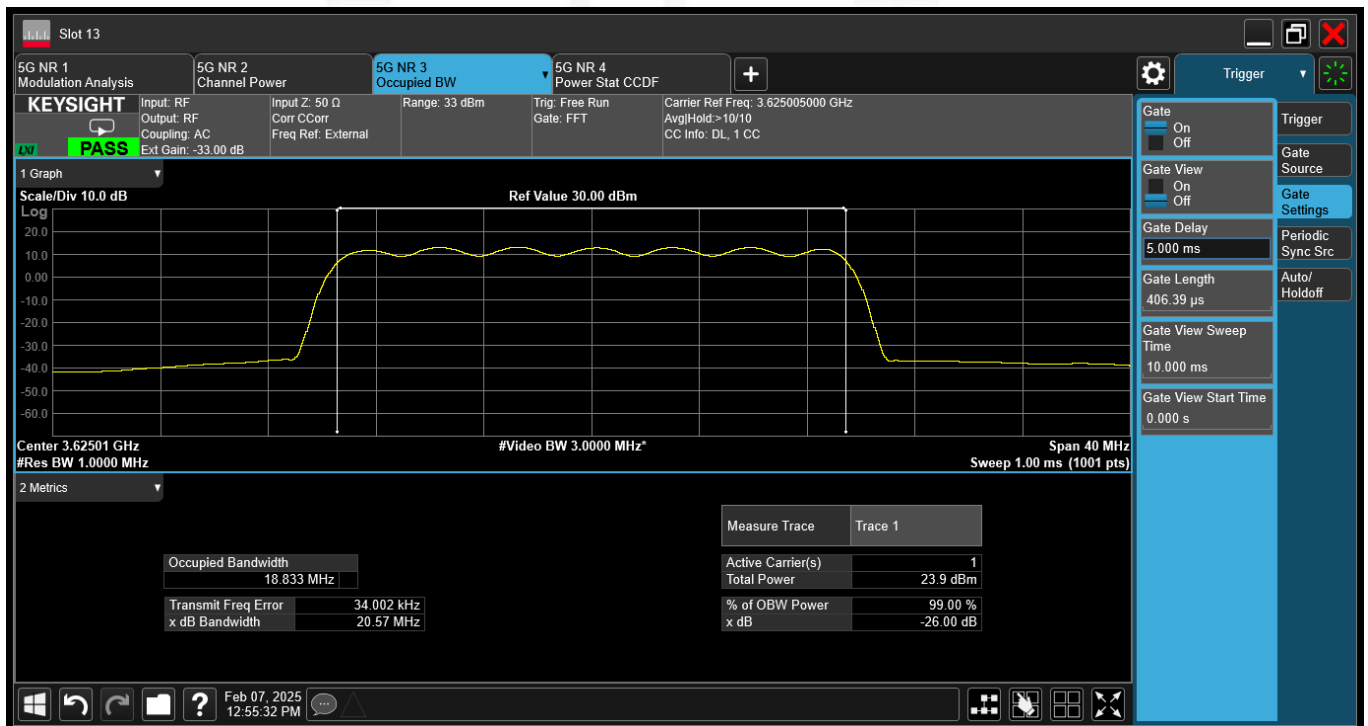 Slot 13
5G NR 1
Modulation Analysis
5G NR 2
Channel Power
5G NR 3
Occupied BW
5G NR 4
Power Stat CCDF
Trigger
KEYSIGHT
LXI
PASS
Input: RF
Output: RF
Coupling: AC
Ext Gain: -33.00 dB
Input Z: 50 Ω
Corr CCorr
Freq Ref: External
Range: 33 dBm
Trig: Free Run
Gate: FFT
Carrier Ref Freq: 3.625005000 GHz
Avg|Hold:>10/10
CC Info: DL, 1 CC
1 Graph
Scale/Div 10.0 dB
Ref Value 30.00 dBm
Log
20.0
10.0
0.00
-10.0
-20.0
-30.0
-40.0
-50.0
-60.0
Center 3.62501 GHz
#Video BW 3.0000 MHz*
Span 40 MHz
#Res BW 1.0000 MHz
Sweep 1.00 ms (1001 pts)
2 Metrics
Measure Trace Trace 1
Occupied Bandwidth
18.833 MHz
Active Carrier(s) 1
Total Power 23.9 dBm
Transmit Freq Error 34.002 kHz
x dB Bandwidth 20.57 MHz
% of OBW Power 99.00 %
x dB -26.00 dB
Gate
On
Off
Gate View
On
Off
Gate Delay
5.000 ms
Gate Length
406.39 µs
Gate View Sweep
Time
10.000 ms
Gate View Start Time
0.000 s
Trigger
Gate
Source
Gate
Settings
Periodic
Sync Src
Auto/
Holdoff
?
Feb 07, 2025
12:55:32 PM